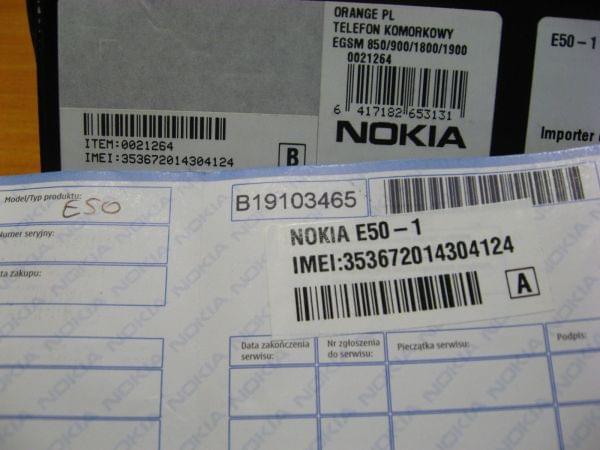 ORANGE PL
TELEFON KOMORKOWY
EGSM 850/900/1800/1900
0021264
6 417182 653131
NOKIA
E50-1
Importer
ITEM:0021264
IMEI:353672014304124
B
Model/Typ produktu:
E50
Numer seryjny:
ta zakupu:
B19103465
NOKIA E50-1
IMEI:353672014304124
A
Data zakończenia serwisu:
Nr zgłoszenia do serwisu:
Pieczątka serwisu:
Podpis: